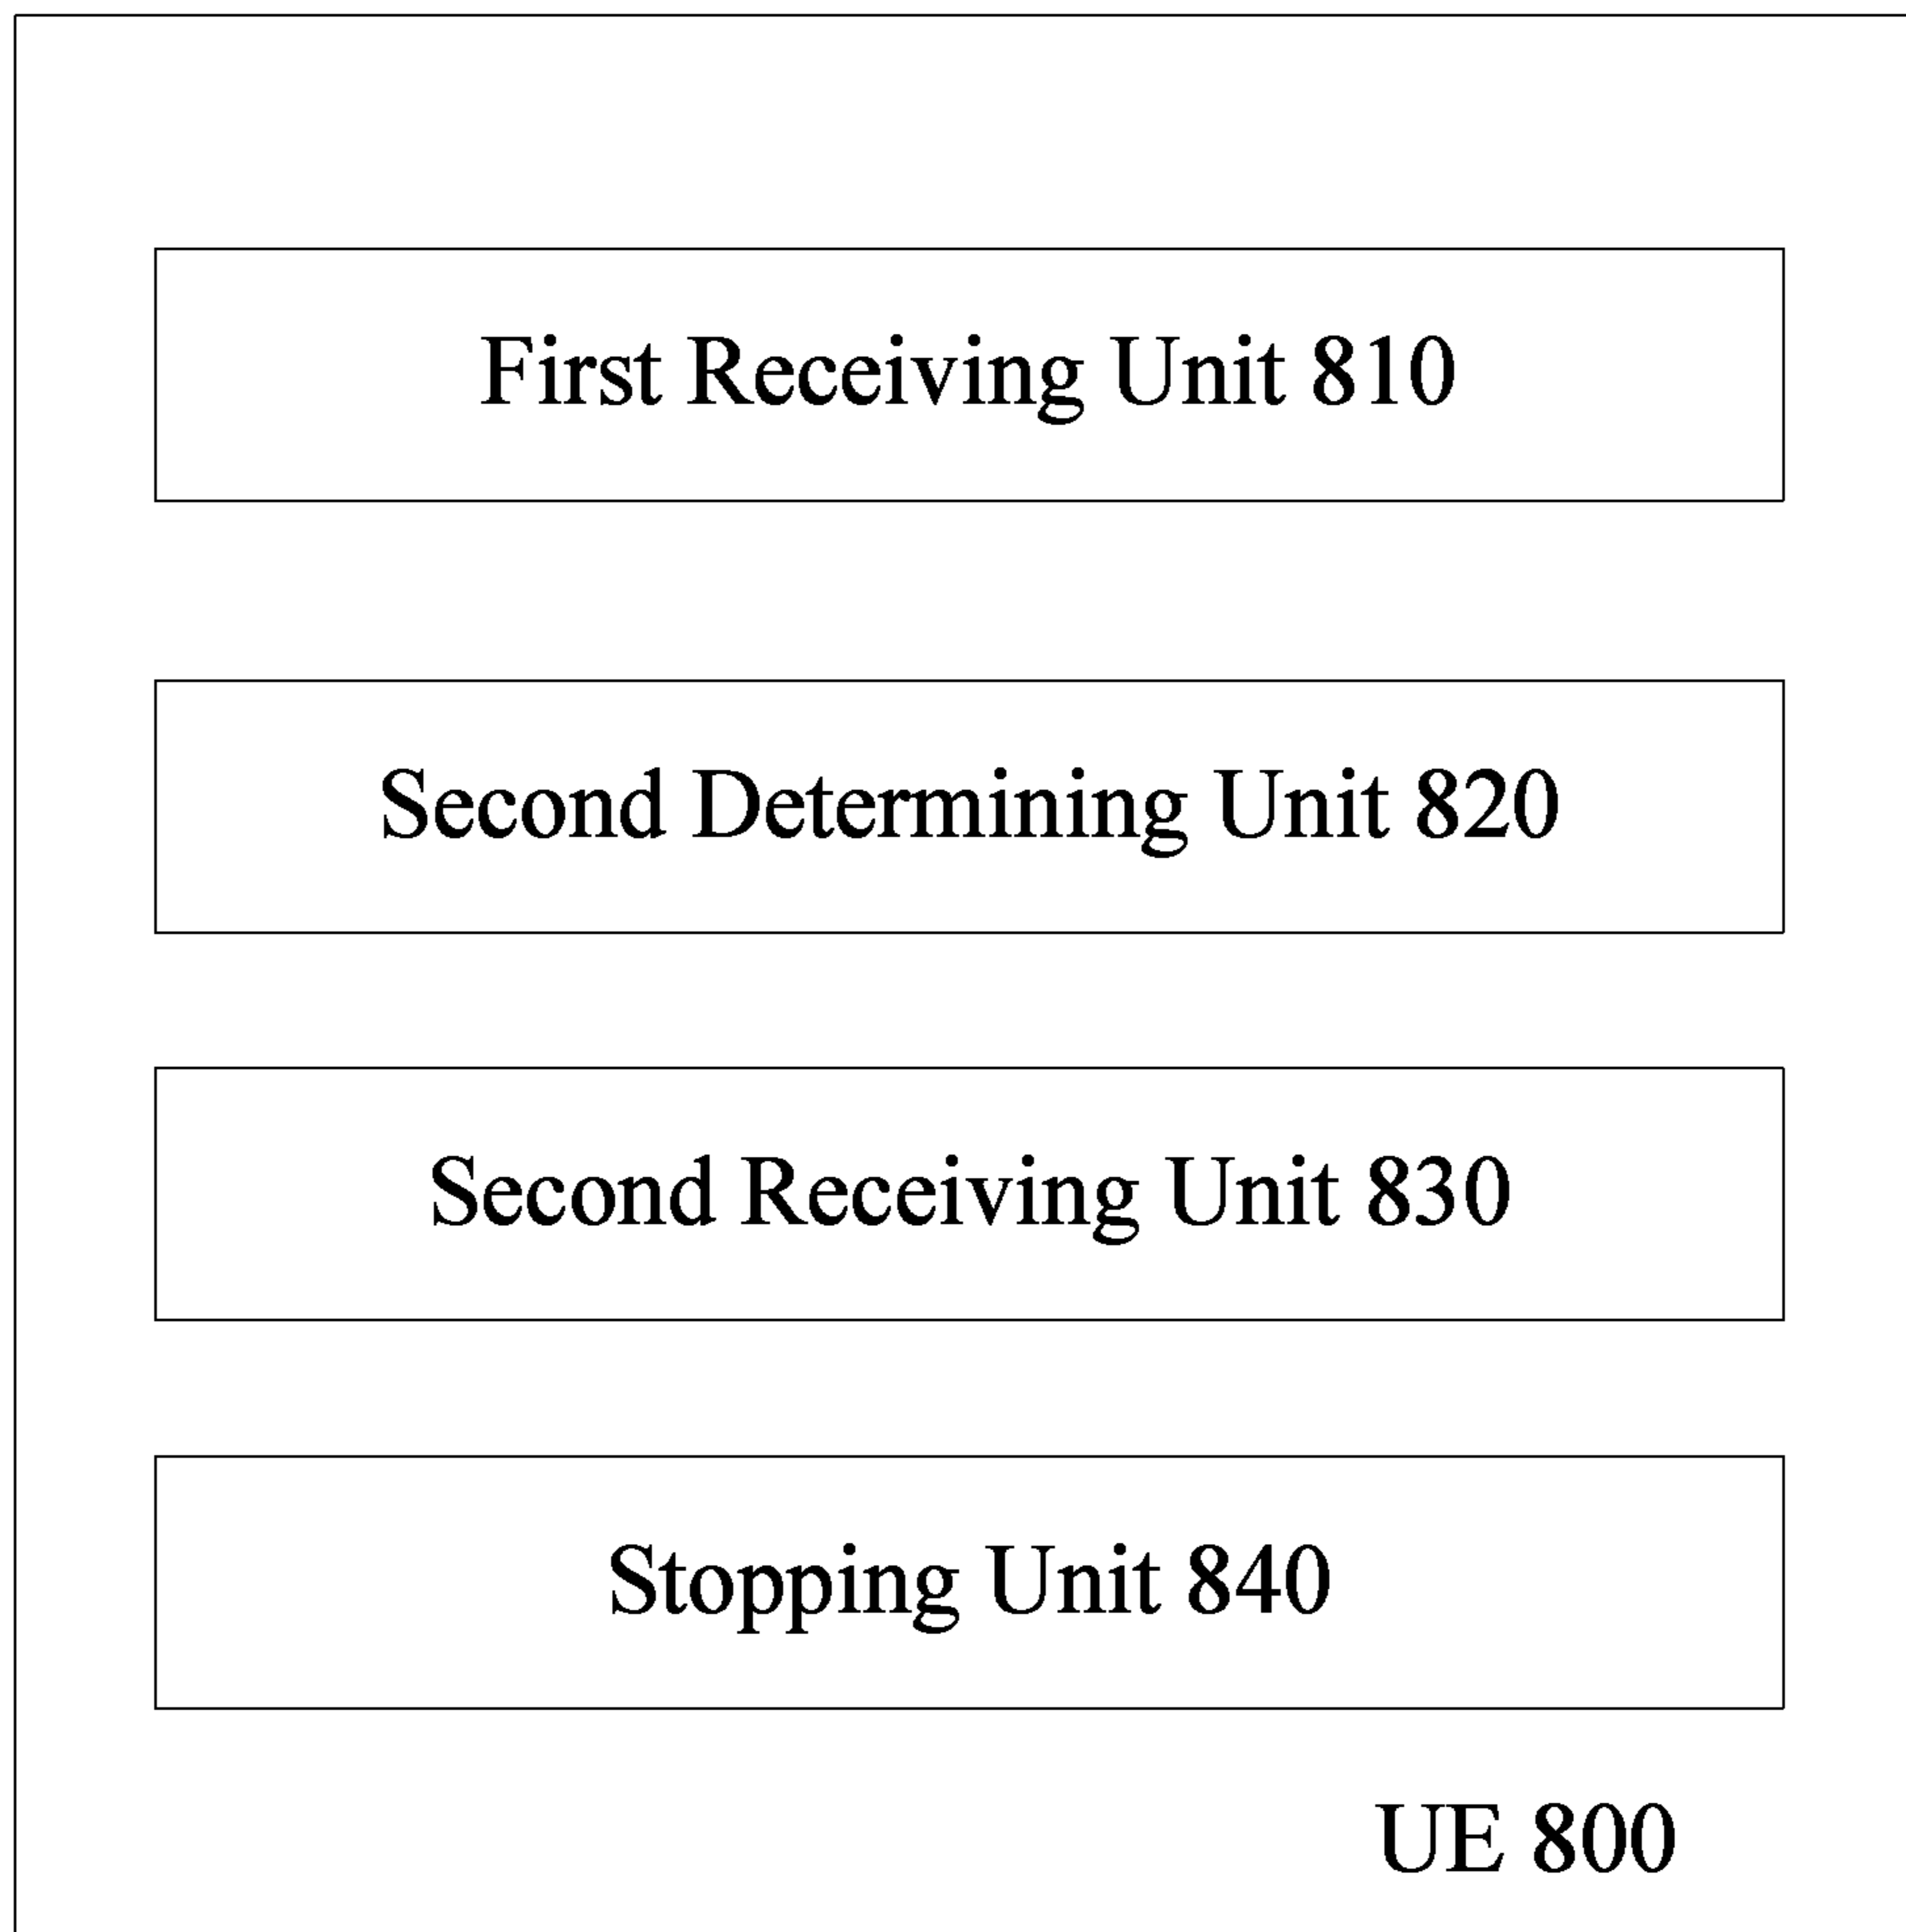 First Receiving Unit 810
Second Determining Unit 820
Second Receiving Unit 830
Stopping Unit 840
UE 800